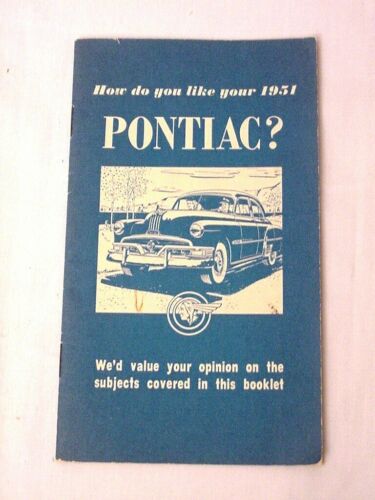 How do you like your 1951
PONTIAC?
We'd value your opinion on the
subjects covered in this booklet